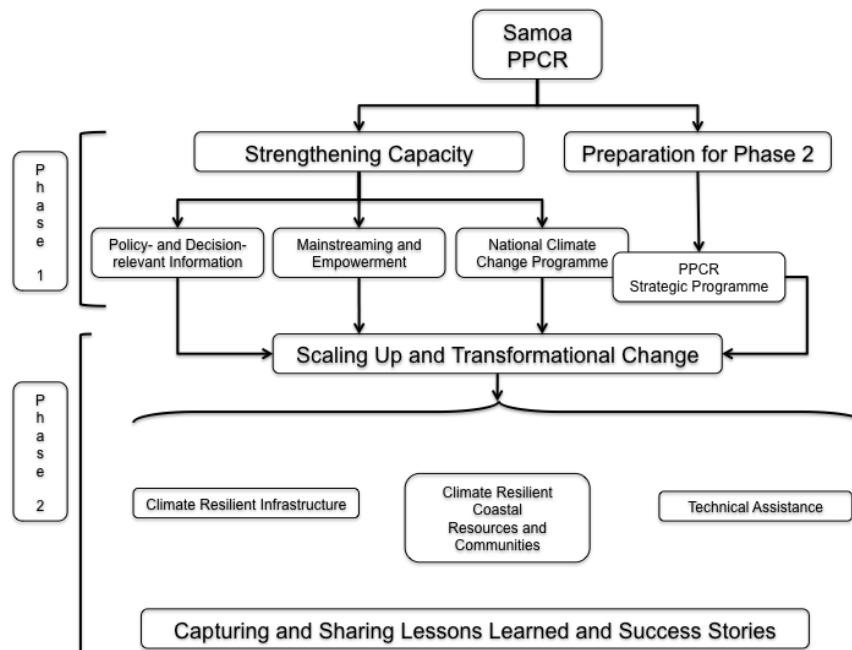 Samoa
PPCR
Phase 1
Strengthening Capacity
Preparation for Phase 2
Policy- and Decision-
relevant Information
Mainstreaming and
Empowerment
National Climate
Change Programme
PPCR
Strategic Programme
Phase 2
Scaling Up and Transformational Change
Climate Resilient Infrastructure
Climate Resilient
Coastal
Resources and
Communities
Technical Assistance
Capturing and Sharing Lessons Learned and Success Stories